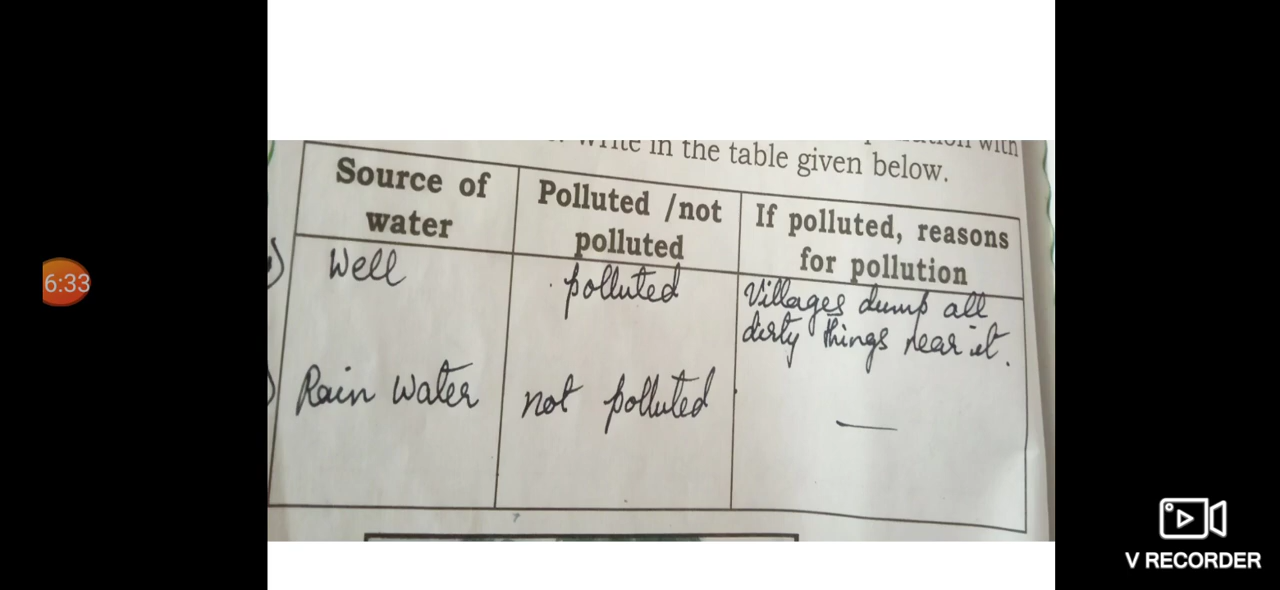 Write in the table given below.
with
Source of water
Polluted /not polluted
If polluted, reasons for pollution
Well
polluted
Villages dump all
dirty things near it.
Rain Water
not polluted
—
6:33
V RECORDER